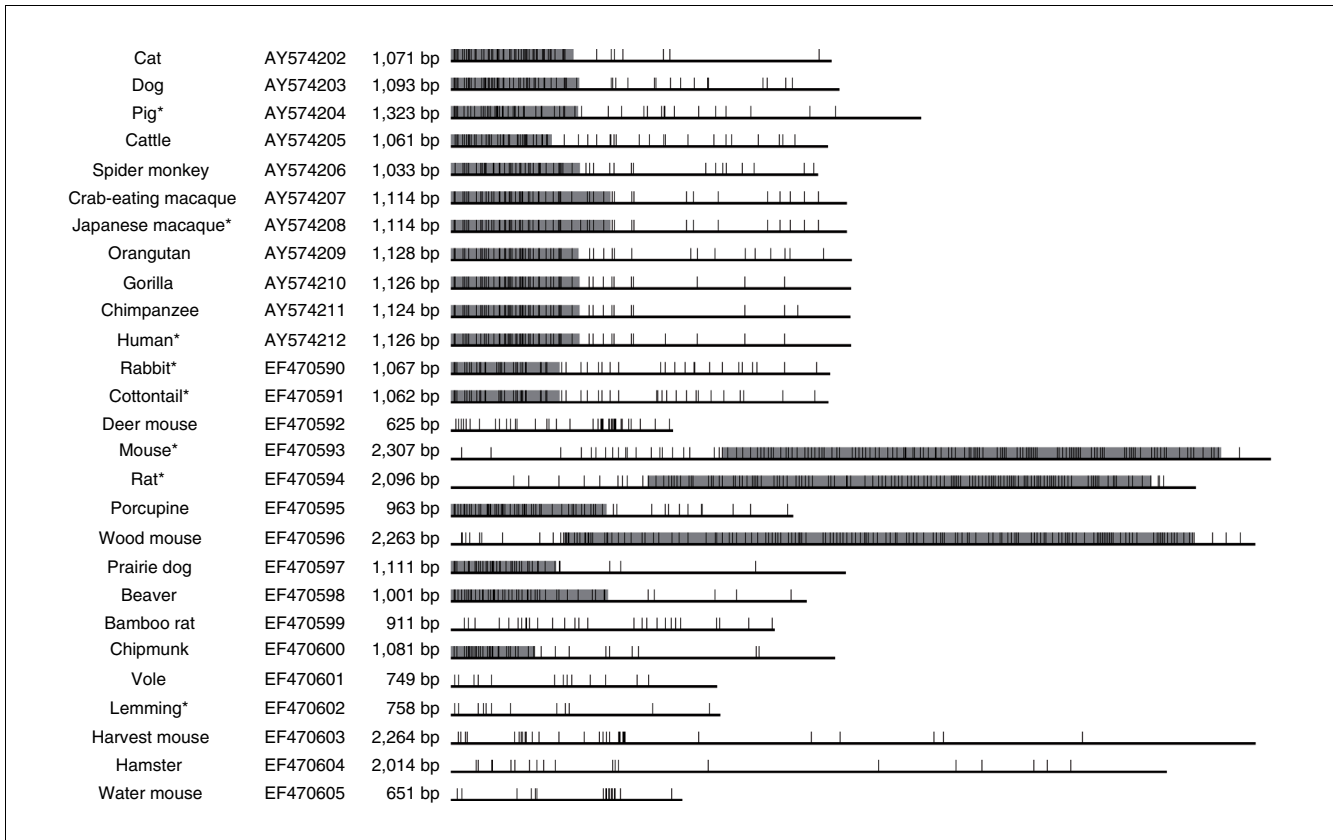 Cat AY574202 1,071 bp
Dog AY574203 1,093 bp
Pig* AY574204 1,323 bp
Cattle AY574205 1,061 bp
Spider monkey AY574206 1,033 bp
Crab-eating macaque AY574207 1,114 bp
Japanese macaque* AY574208 1,114 bp
Orangutan AY574209 1,128 bp
Gorilla AY574210 1,126 bp
Chimpanzee AY574211 1,124 bp
Human* AY574212 1,126 bp
Rabbit* EF470590 1,067 bp
Cottontail* EF470591 1,062 bp
Deer mouse EF470592 625 bp
Mouse* EF470593 2,307 bp
Rat* EF470594 2,096 bp
Porcupine EF470595 963 bp
Wood mouse EF470596 2,263 bp
Prairie dog EF470597 1,111 bp
Beaver EF470598 1,001 bp
Bamboo rat EF470599 911 bp
Chipmunk EF470600 1,081 bp
Vole EF470601 749 bp
Lemming* EF470602 758 bp
Harvest mouse EF470603 2,264 bp
Hamster EF470604 2,014 bp
Water mouse EF470605 651 bp